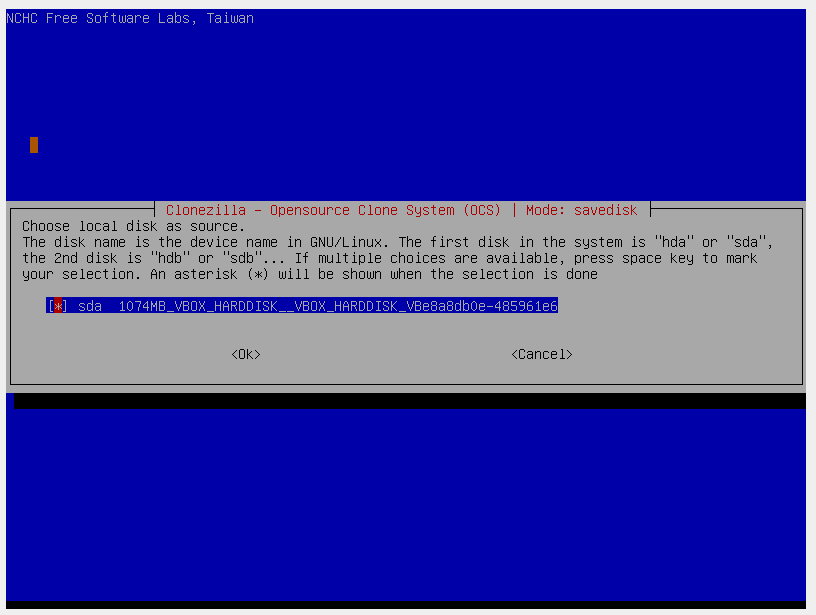 NCHC Free Software Labs, Taiwan
Clonezilla - Opensource Clone System (OCS) | Mode: savedisk
Choose local disk as source.
The disk name is the device name in GNU/Linux. The first disk in the system is "hda" or "sda",
the 2nd disk is "hdb" or "sdb"... If multiple choices are available, press space key to mark
your selection. An asterisk (*) will be shown when the selection is done
[*] sda  1074MB_VBOX_HARDDISK__VBOX_HARDDISK_VBe8a8db0e-485961e6
<Ok> <Cancel>